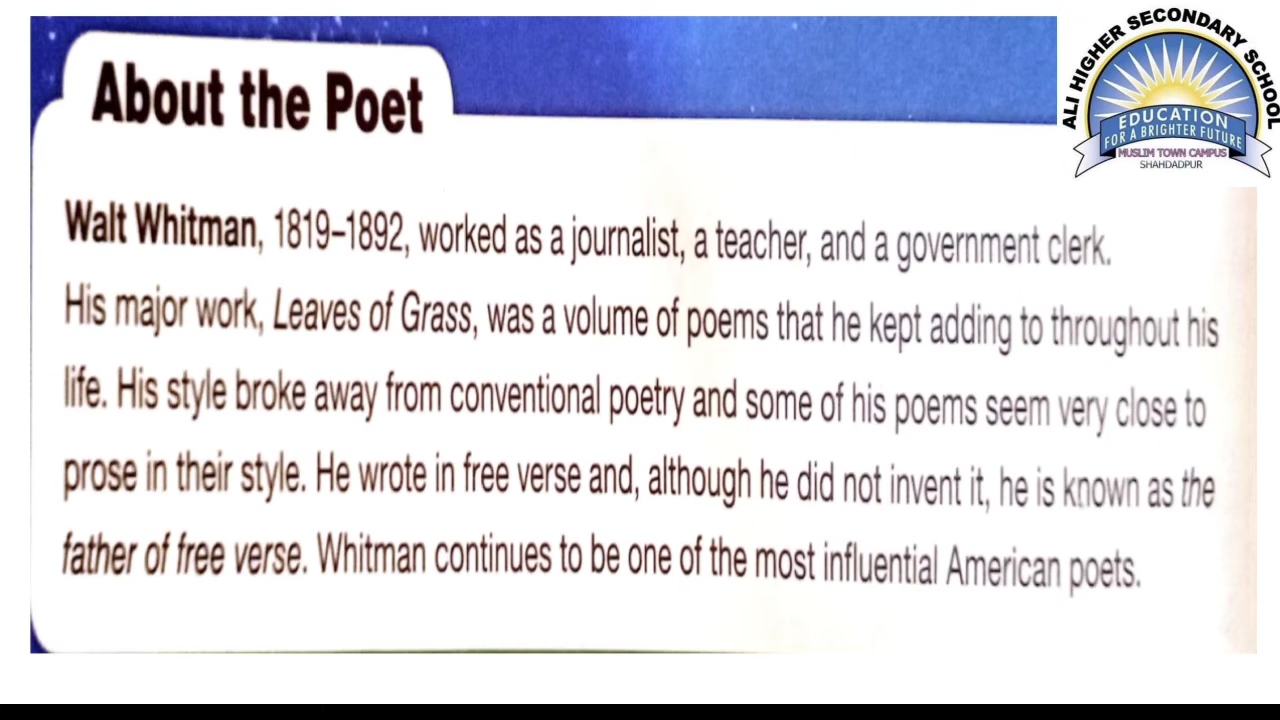 About the Poet
ALI HIGHER SECONDARY SCHOOL
EDUCATION
FOR A BRIGHTER FUTURE
MUSLIM TOWN CAMPUS
SHAHDADPUR
Walt Whitman, 1819–1892, worked as a journalist, a teacher, and a government clerk.
His major work, Leaves of Grass, was a volume of poems that he kept adding to throughout his
life. His style broke away from conventional poetry and some of his poems seem very close to
prose in their style. He wrote in free verse and, although he did not invent it, he is known as the
father of free verse. Whitman continues to be one of the most influential American poets.